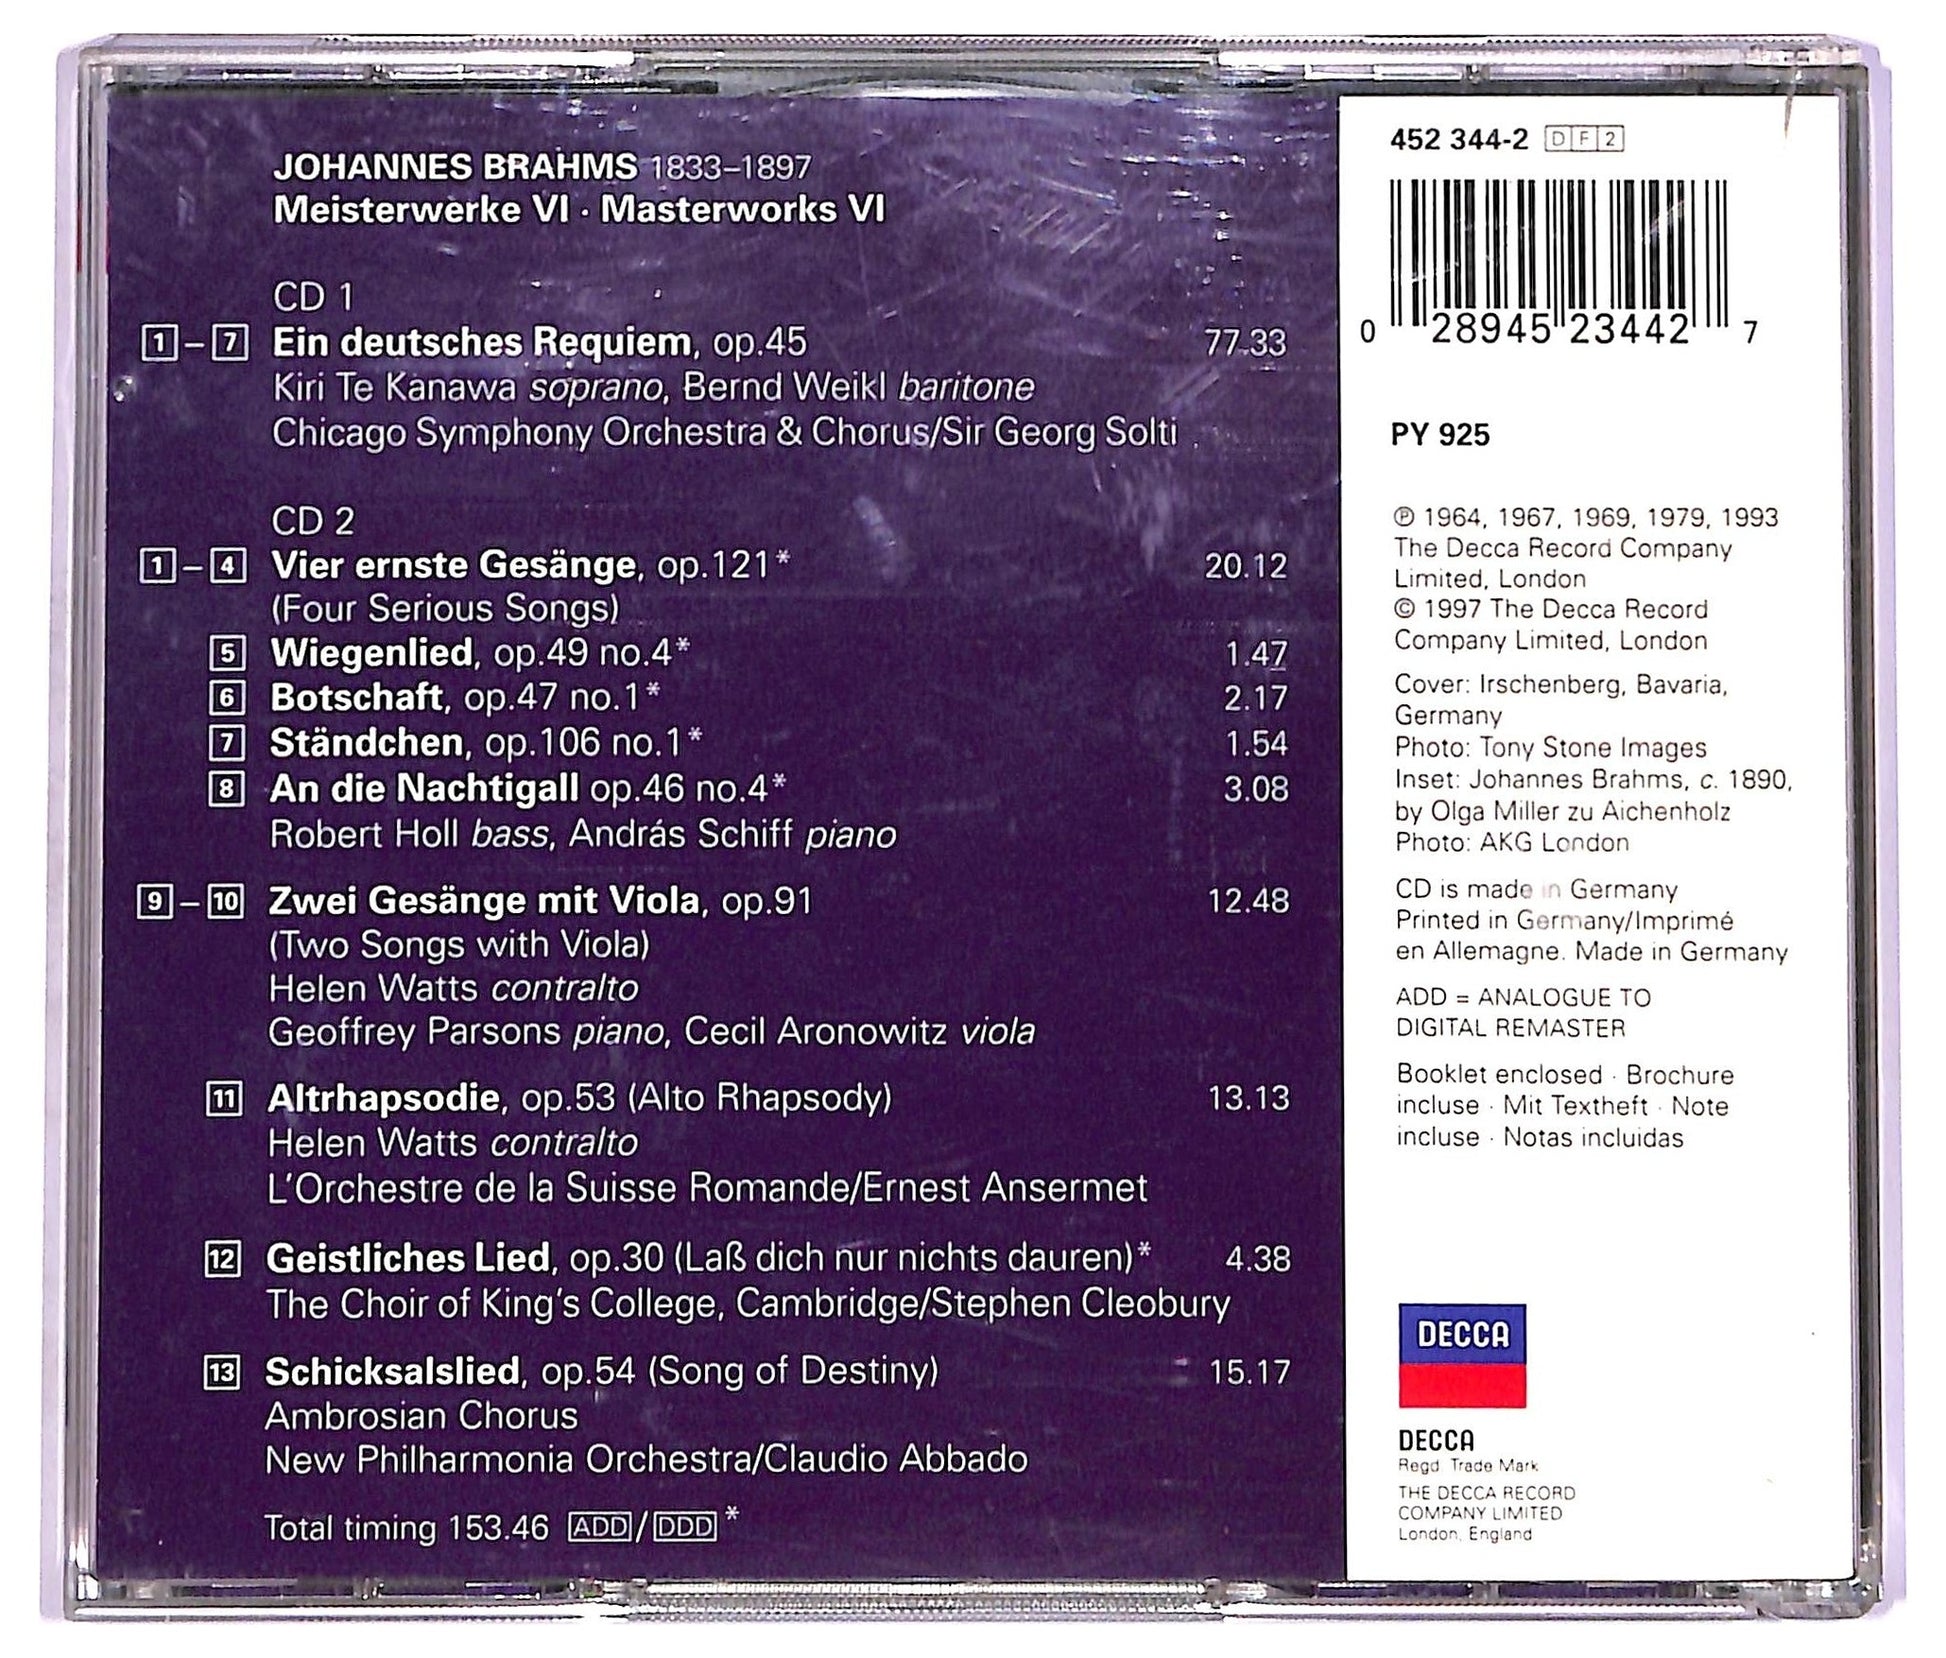 JOHANNES BRAHMS 1833–1897
Meisterwerke VI · Masterworks VI
CD 1
1 – 7 Ein deutsches Requiem, op.45 77.33
Kiri Te Kanawa soprano, Bernd Weikl baritone
Chicago Symphony Orchestra & Chorus/Sir Georg Solti
CD 2
1 – 4 Vier ernste Gesänge, op.121* 20.12
(Four Serious Songs)
5 Wiegenlied, op.49 no.4* 1.47
6 Botschaft, op.47 no.1* 2.17
7 Ständchen, op.106 no.1* 1.54
8 An die Nachtigall op.46 no.4* 3.08
Robert Holl bass, András Schiff piano
9 – 10 Zwei Gesänge mit Viola, op.91 12.48
(Two Songs with Viola)
Helen Watts contralto
Geoffrey Parsons piano, Cecil Aronowitz viola
11 Altrhapsodie, op.53 (Alto Rhapsody) 13.13
Helen Watts contralto
L'Orchestre de la Suisse Romande/Ernest Ansermet
12 Geistliches Lied, op.30 (Laß dich nur nichts dauren)* 4.38
The Choir of King's College, Cambridge/Stephen Cleobury
13 Schicksalslied, op.54 (Song of Destiny) 15.17
Ambrosian Chorus
New Philharmonia Orchestra/Claudio Abbado
Total timing 153.46 ADD/DDD*
452 344-2 D F 2
0 28945 23442 7
PY 925
℗ 1964, 1967, 1969, 1979, 1993
The Decca Record Company
Limited, London
© 1997 The Decca Record
Company Limited, London
Cover: Irschenberg, Bavaria,
Germany
Photo: Tony Stone Images
Inset: Johannes Brahms, c. 1890,
by Olga Miller zu Aichenholz
Photo: AKG London
CD is made in Germany
Printed in Germany/Imprimé
en Allemagne. Made in Germany
ADD = ANALOGUE TO
DIGITAL REMASTER
Booklet enclosed · Brochure
incluse · Mit Textheft · Note
incluse · Notas incluidas
DECCA
DECCA
Regd. Trade Mark
THE DECCA RECORD
COMPANY LIMITED
London, England